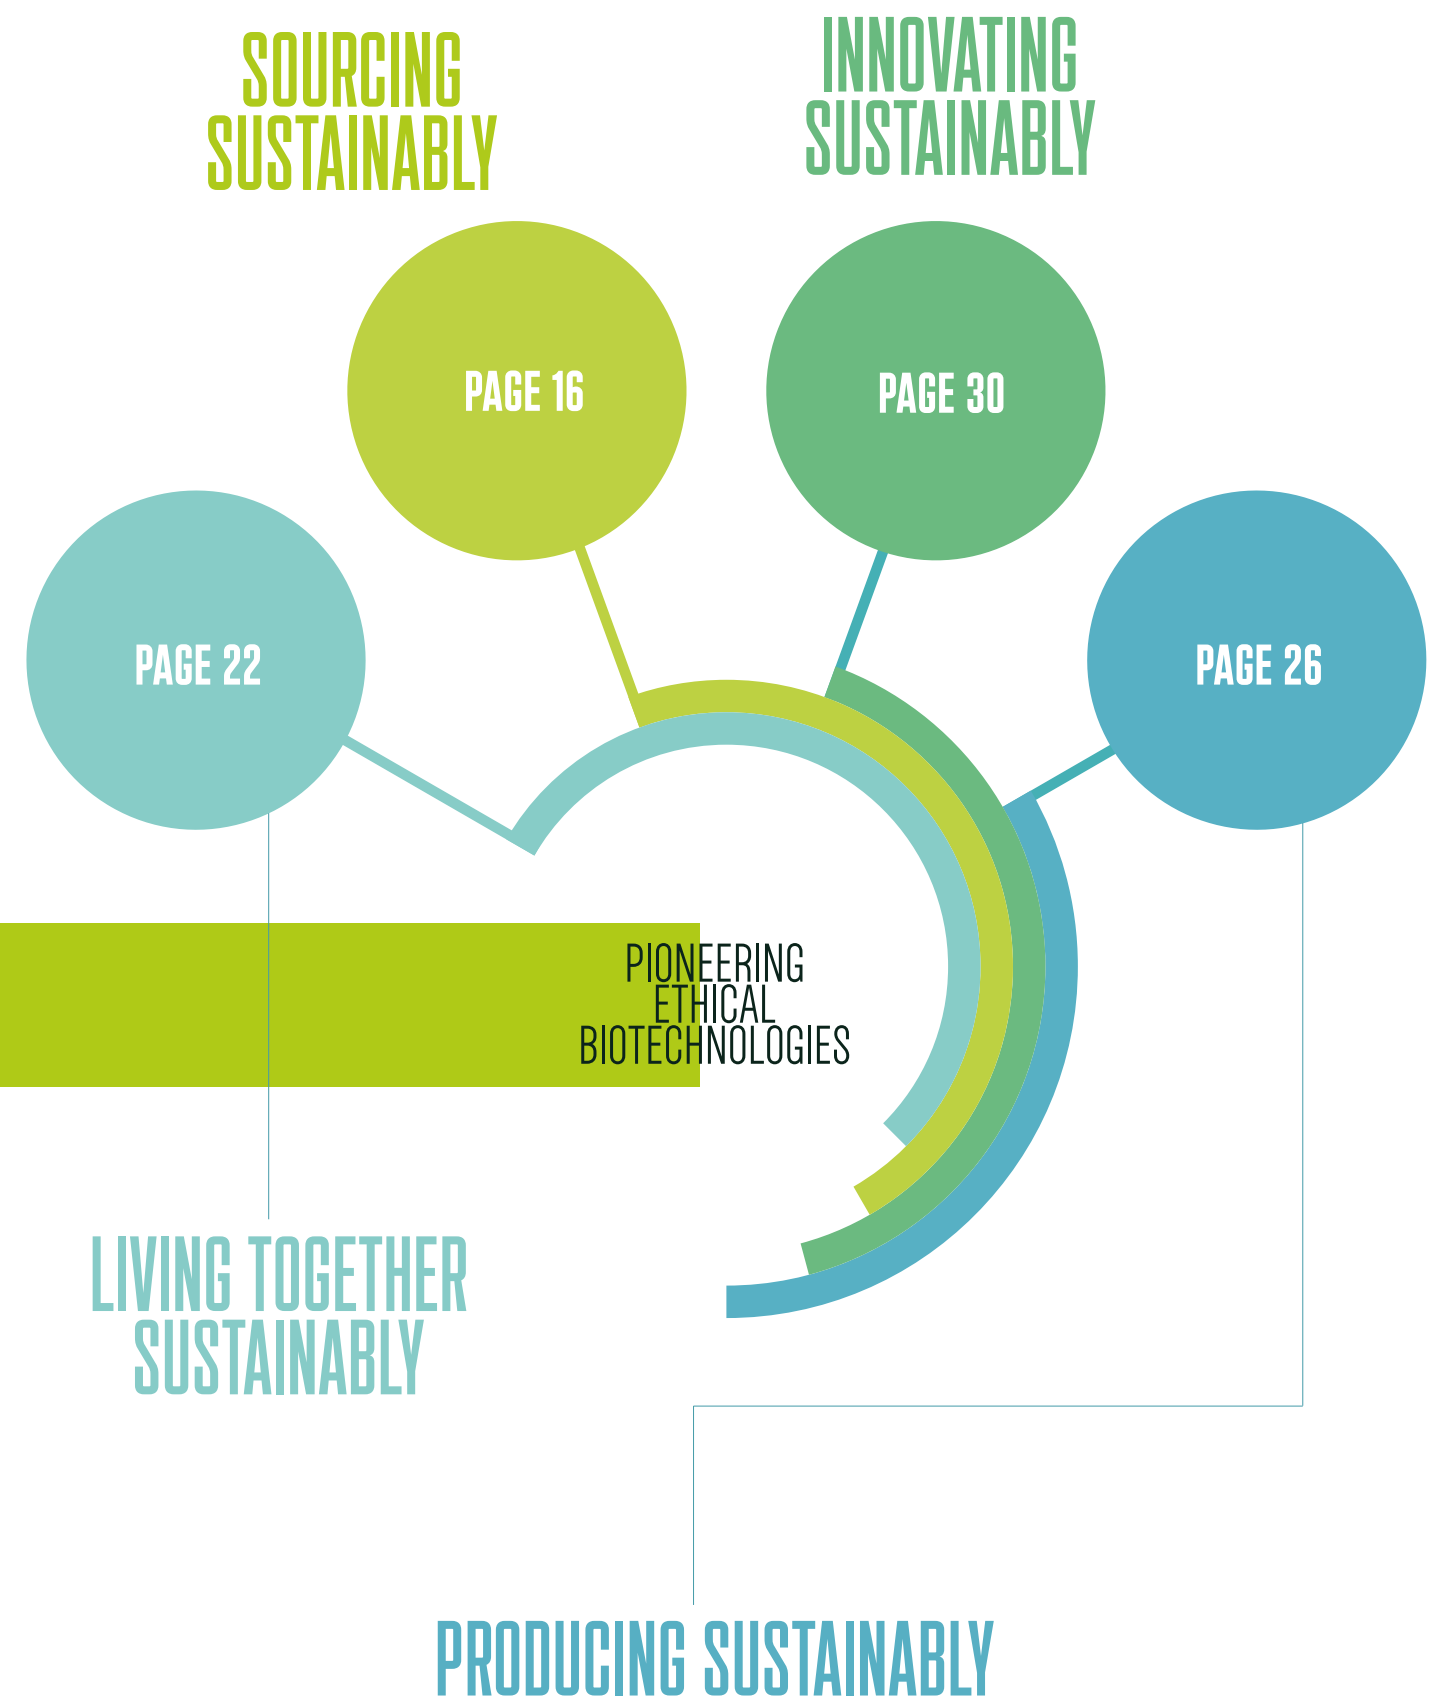 SOURCING
SUSTAINABLY
INNOVATING
SUSTAINABLY
PAGE 16
PAGE 30
PAGE 22
PAGE 26
PIONEERING
ETHICAL
BIOTECHNOLOGIES
LIVING TOGETHER
SUSTAINABLY
PRODUCING SUSTAINABLY